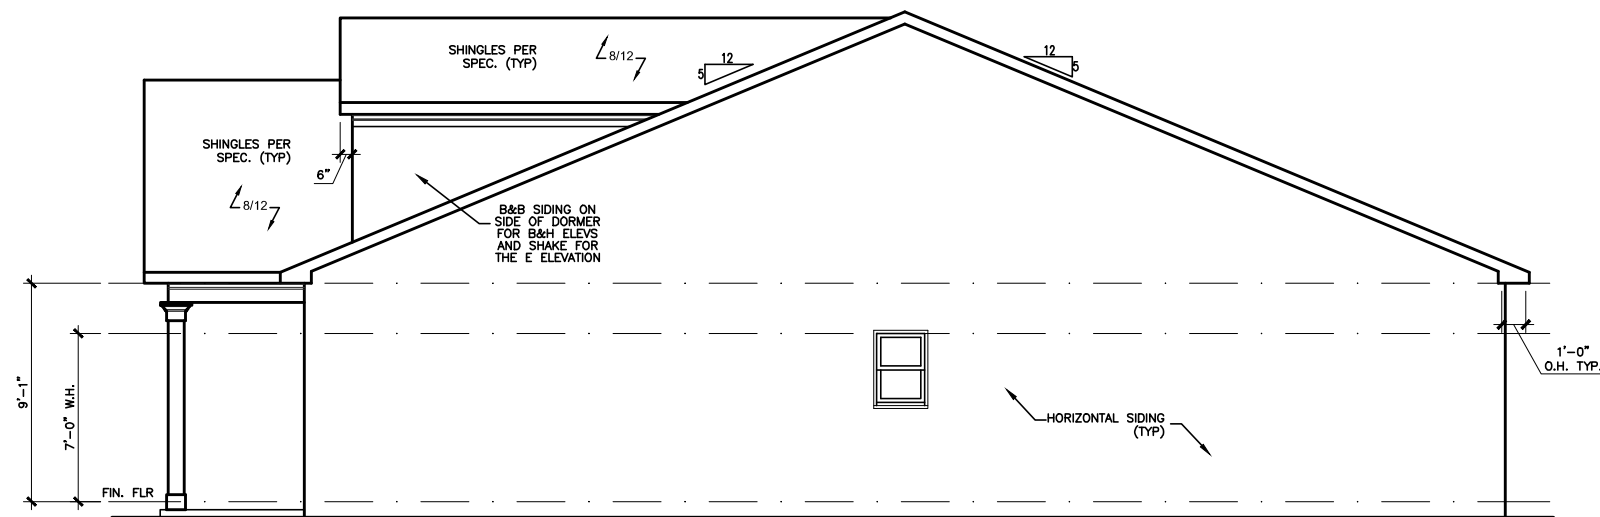 SHINGLES PER
SPEC. (TYP)
8/12
12
5
12
5
SHINGLES PER
SPEC. (TYP)
8/12
6"
B&B SIDING ON
SIDE OF DORMER
FOR B&H ELEVS
AND SHAKE FOR
THE E ELEVATION
1'-0"
O.H. TYP.
9'-1"
7'-0" W.H.
HORIZONTAL SIDING
(TYP)
FIN. FLR